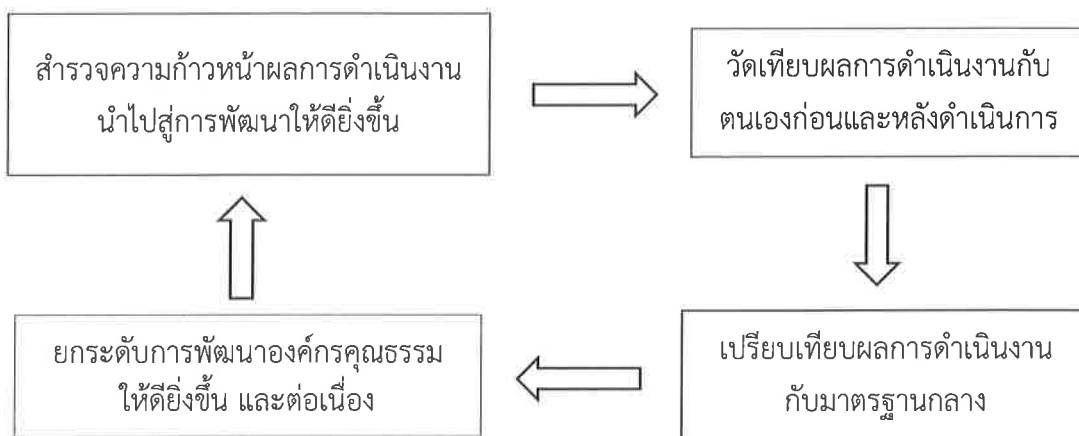 สำรวจความก้าวหน้าผลการดำเนินงาน
นำไปสู่การพัฒนาให้ดียิ่งขึ้น
วัดเทียบผลการดำเนินงานกับ
ตนเองก่อนและหลังดำเนินการ
เปรียบเทียบผลการดำเนินงาน
กับมาตรฐานกลาง
ยกระดับการพัฒนาองค์กรคุณธรรม
ให้ดียิ่งขึ้น และต่อเนื่อง